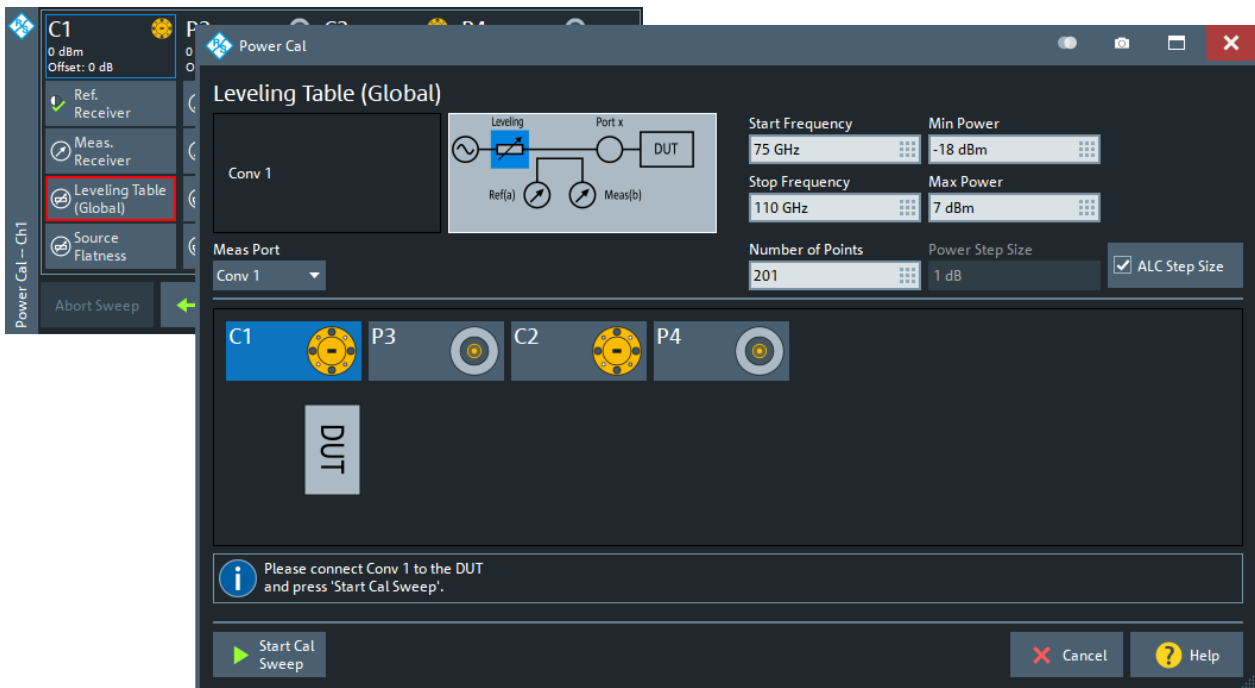 C1
0 dBm
Offset: 0 dB
Ref.
Receiver
Meas.
Receiver
Leveling Table
(Global)
Source
Flatness
Abort Sweep
Power Cal – Ch1
Power Cal
Leveling Table (Global)
Conv 1
Leveling
Port x
DUT
Ref(a)
Meas(b)
Start Frequency
75 GHz
Min Power
-18 dBm
Stop Frequency
110 GHz
Max Power
7 dBm
Meas Port
Conv 1
Number of Points
201
Power Step Size
1 dB
ALC Step Size
C1
P3
C2
P4
DUT
Please connect Conv 1 to the DUT
and press 'Start Cal Sweep'.
Start Cal
Sweep
Cancel
Help